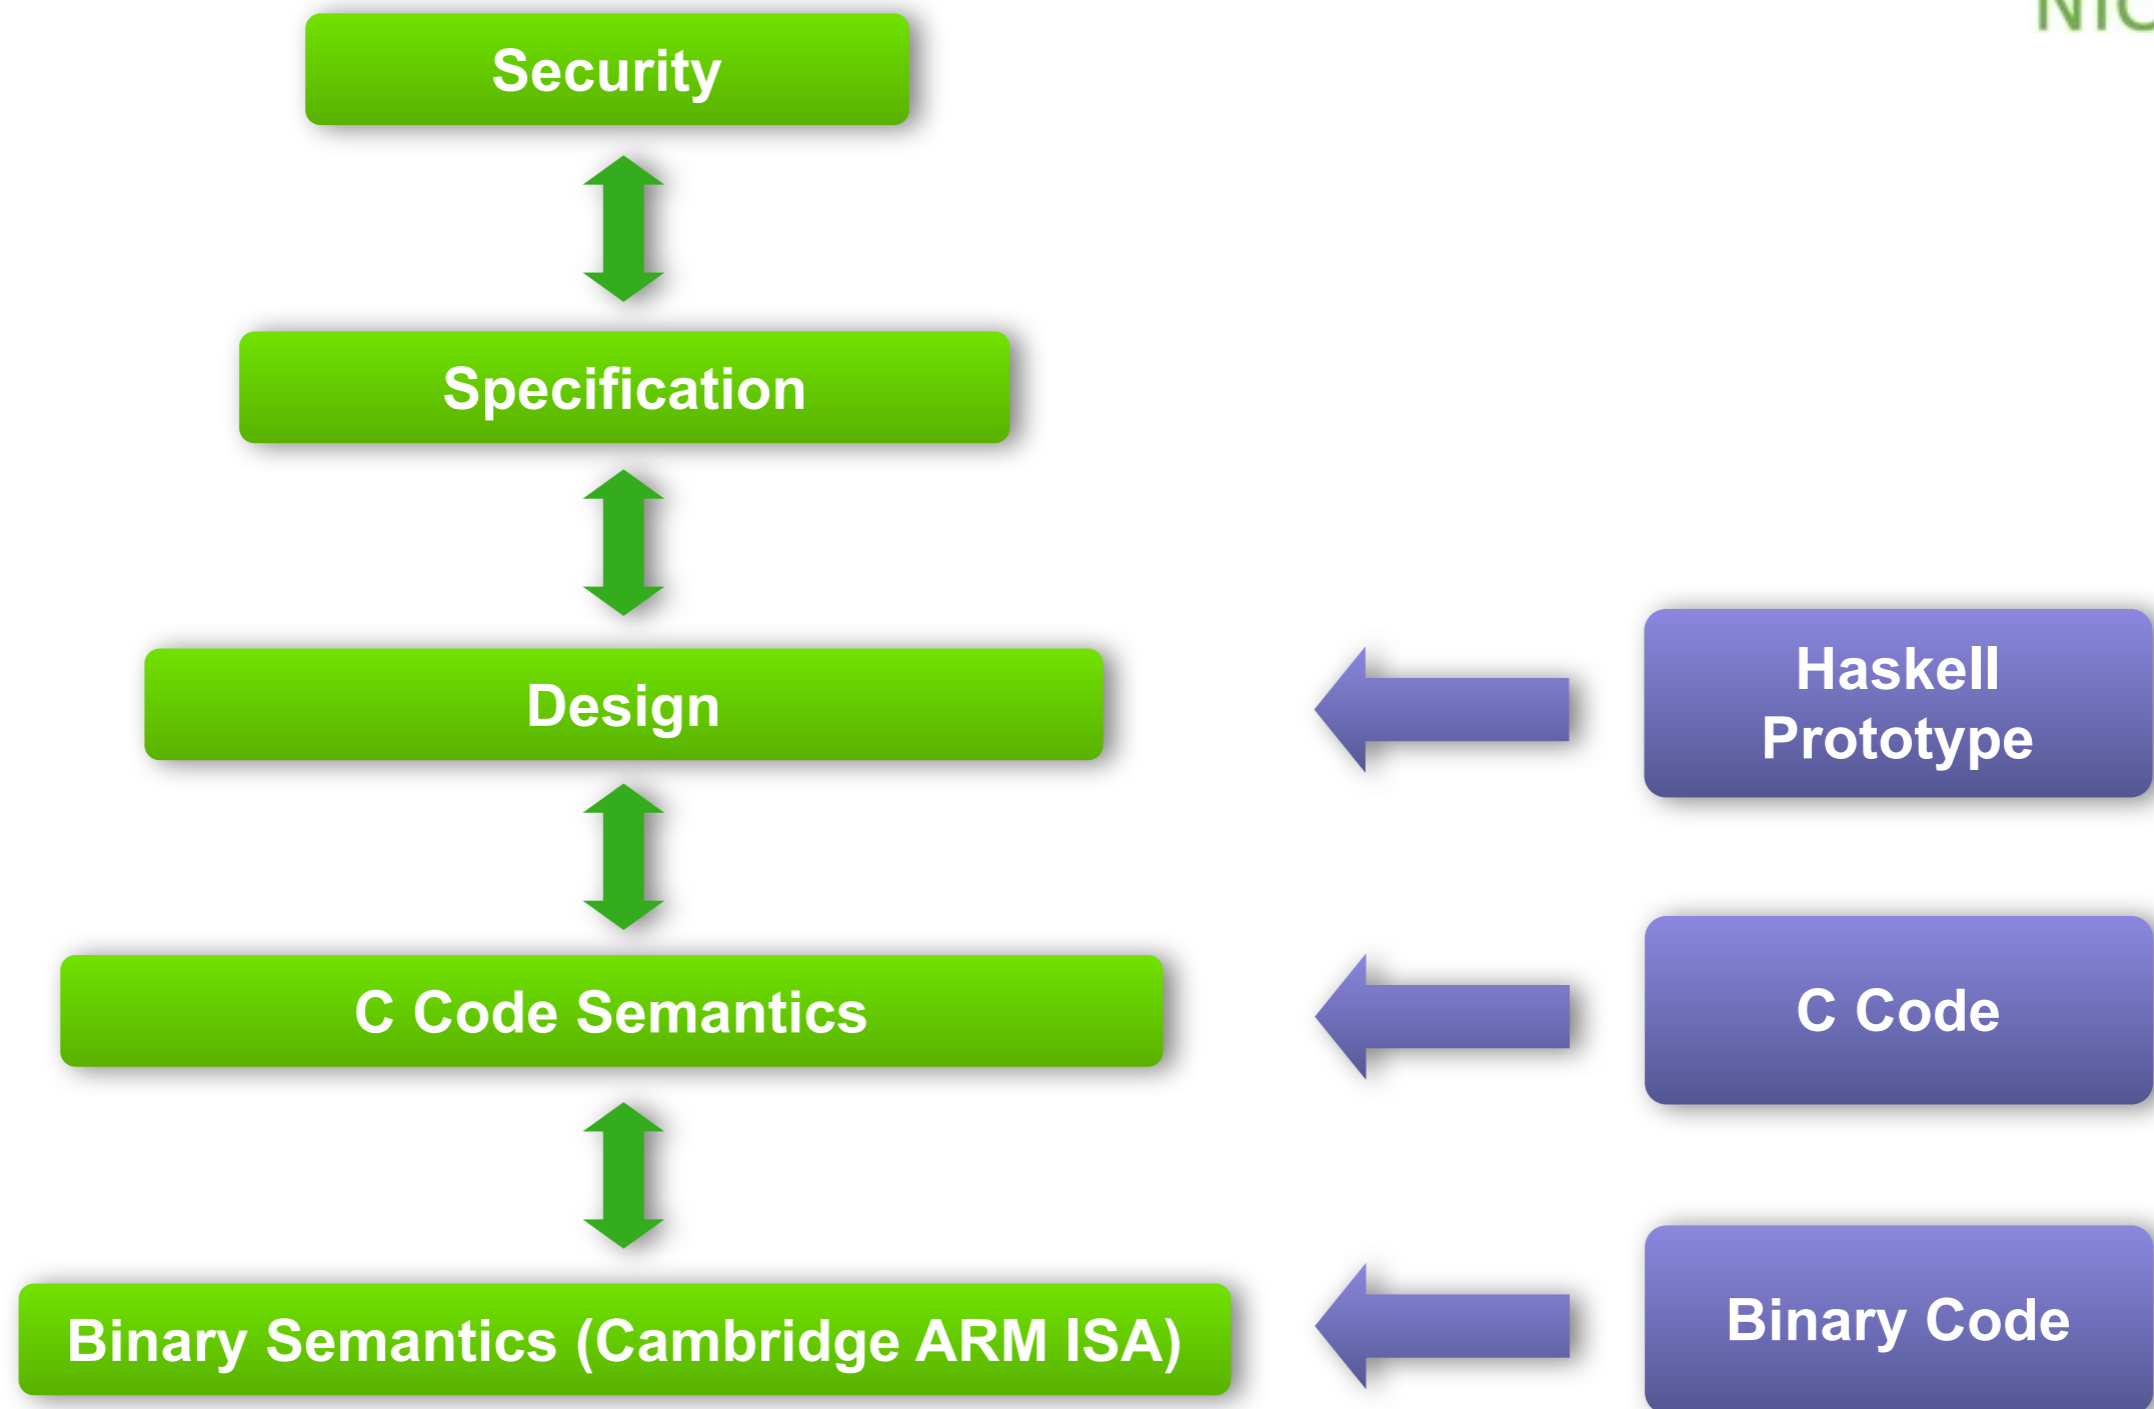 Security
Specification
Design
Haskell
Prototype
C Code Semantics
C Code
Binary Semantics (Cambridge ARM ISA)
Binary Code